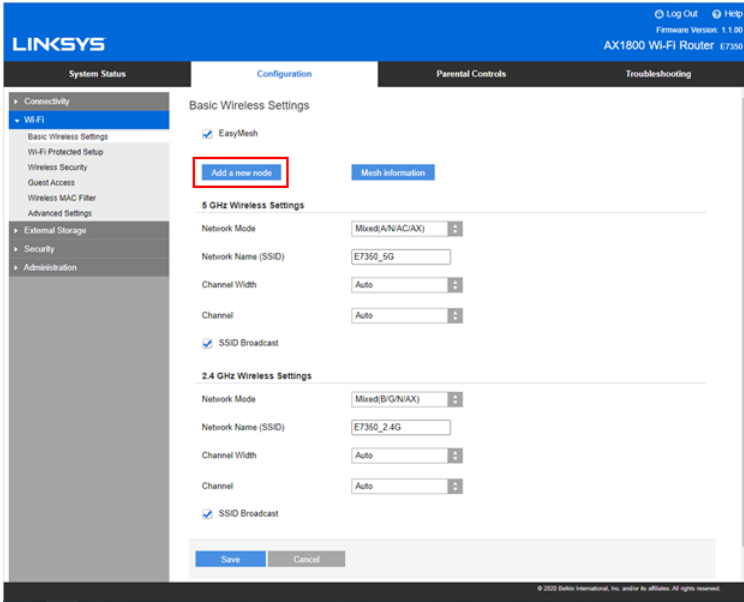 Log Out Help
Firmware Version: 1.1.00
LINKSYS
AX1800 Wi-Fi Router E7350
System Status Configuration Parental Controls Troubleshooting
Connectivity
Wi-Fi
Basic Wireless Settings
Wi-Fi Protected Setup
Wireless Security
Guest Access
Wireless MAC Filter
Advanced Settings
External Storage
Security
Administration
Basic Wireless Settings
EasyMesh
Add a new node Mesh information
5 GHz Wireless Settings
Network Mode Mixed(A/N/AC/AX)
Network Name (SSID) E7350_5G
Channel Width Auto
Channel Auto
SSID Broadcast
2.4 GHz Wireless Settings
Network Mode Mixed(B/G/N/AX)
Network Name (SSID) E7350_2.4G
Channel Width Auto
Channel Auto
SSID Broadcast
Save Cancel
© 2020 Belkin International, Inc. and/or its affiliates. All rights reserved.